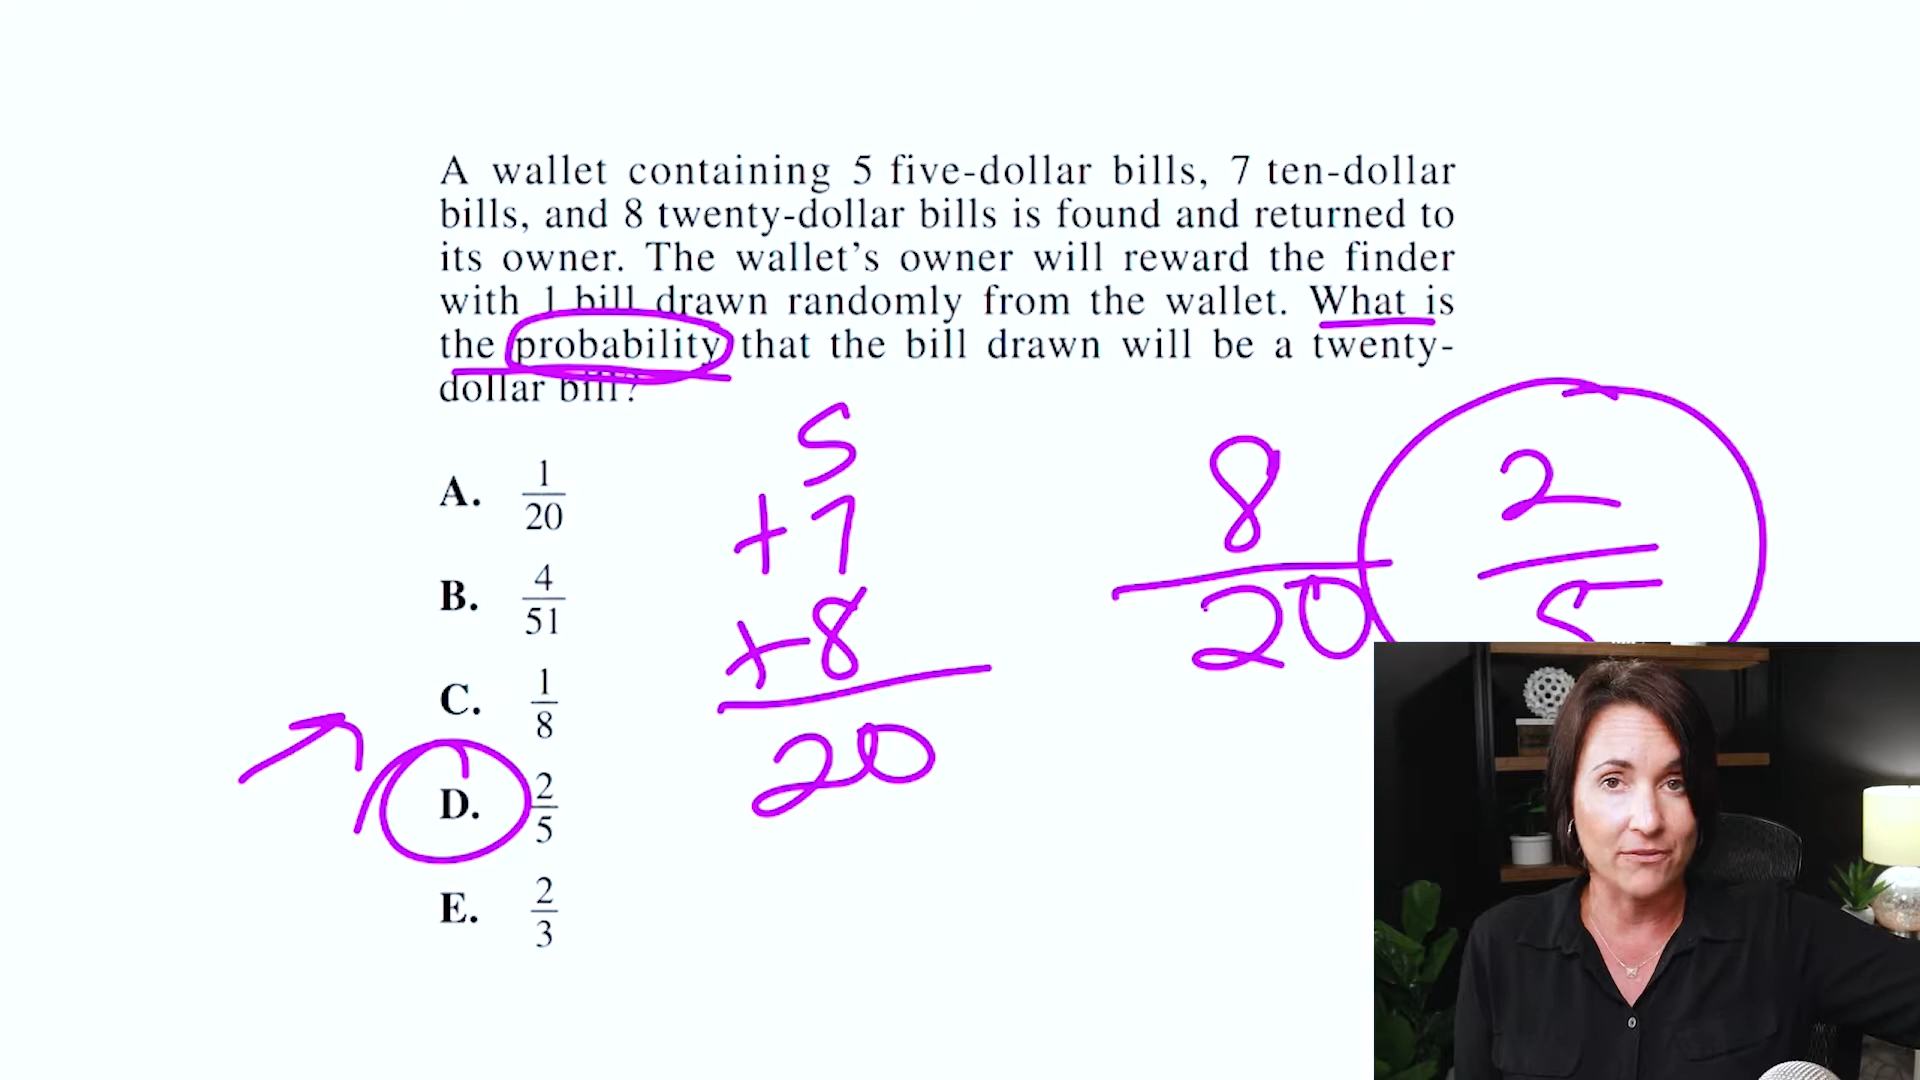 A wallet containing 5 five-dollar bills, 7 ten-dollar
bills, and 8 twenty-dollar bills is found and returned to
its owner. The wallet's owner will reward the finder
with 1 bill drawn randomly from the wallet. What is
the probability that the bill drawn will be a twenty-
dollar bill?
A. 1/20
B. 4/51
C. 1/8
D. 2/5
E. 2/3
5
+7
+8
20
8
20
2
5